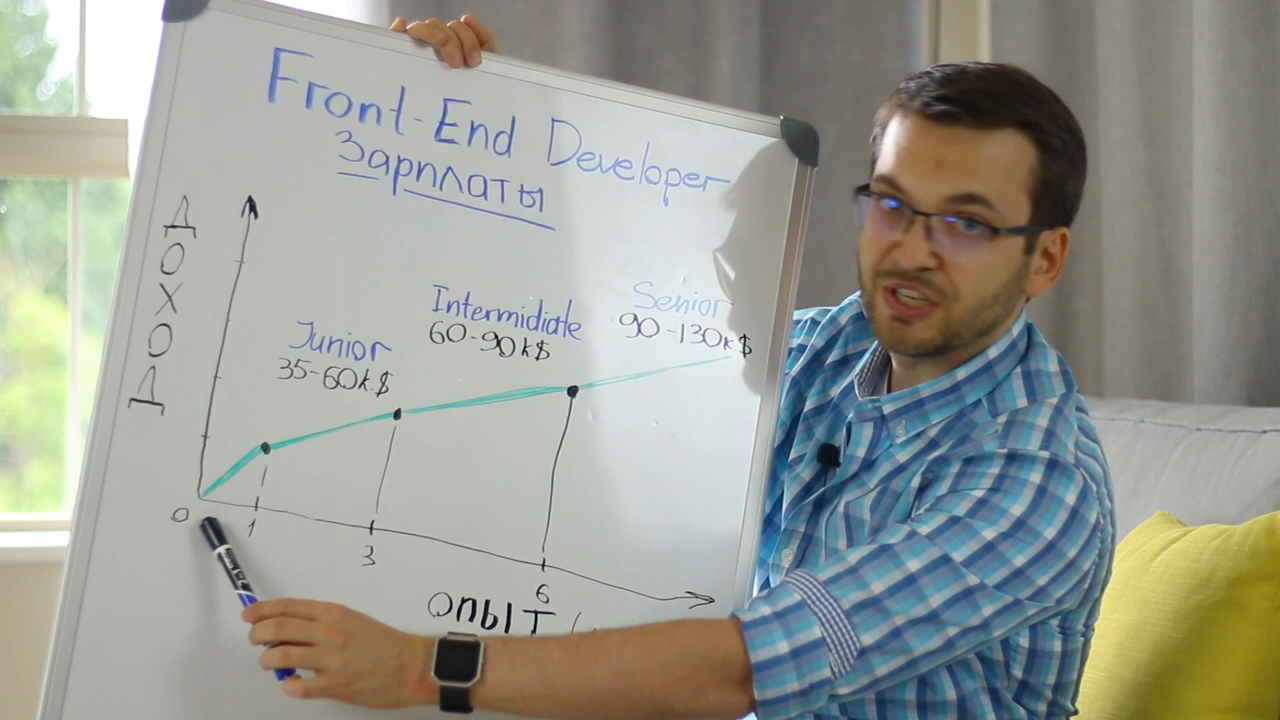 Front-End Developer
Зарплаты
ДОХОД
Junior
35-60k$
Intermidiate
60-90k$
Senior
90-130k$
0
1
3
6
ОПЫТ